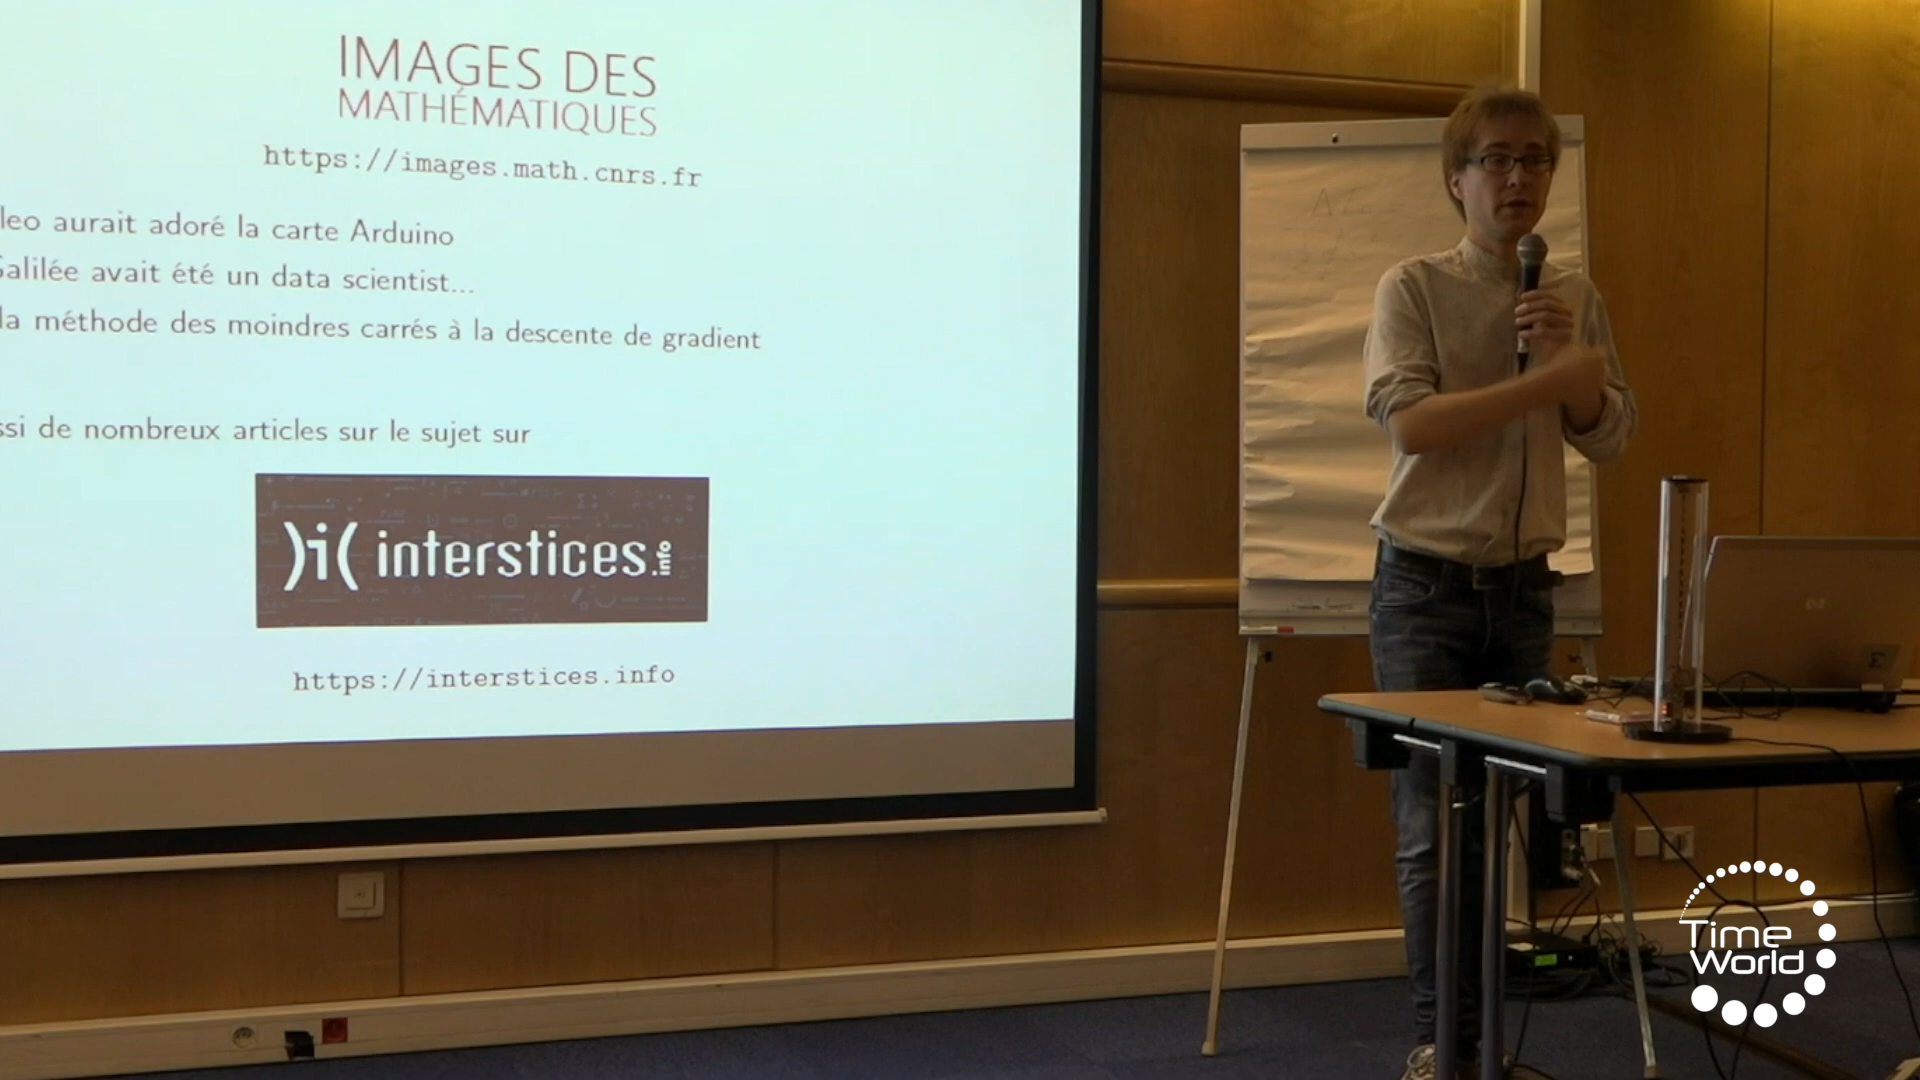 IMAGES DES
MATHÉMATIQUES
https://images.math.cnrs.fr
leo aurait adoré la carte Arduino
Galilée avait été un data scientist...
la méthode des moindres carrés à la descente de gradient
ssi de nombreux articles sur le sujet sur
)i( interstices.info
https://interstices.info
Time
World